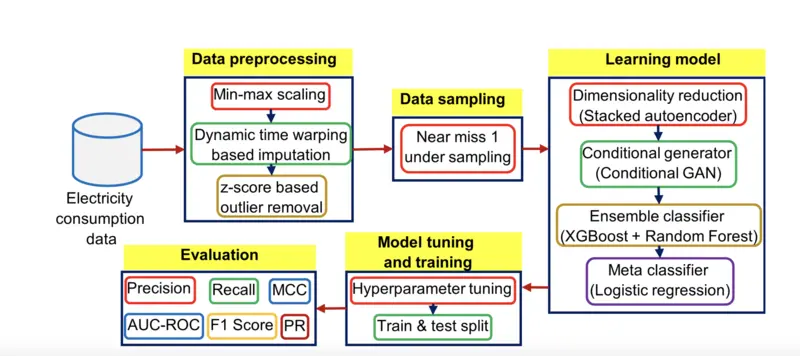 Data preprocessing
Min-max scaling
Dynamic time warping
based imputation
z-score based
outlier removal
Electricity
consumption
data
Data sampling
Near miss 1
under sampling
Learning model
Dimensionality reduction
(Stacked autoencoder)
Conditional generator
(Conditional GAN)
Ensemble classifier
(XGBoost + Random Forest)
Meta classifier
(Logistic regression)
Model tuning
and training
Hyperparameter tuning
Train & test split
Evaluation
Precision
Recall
MCC
AUC-ROC
F1 Score
PR